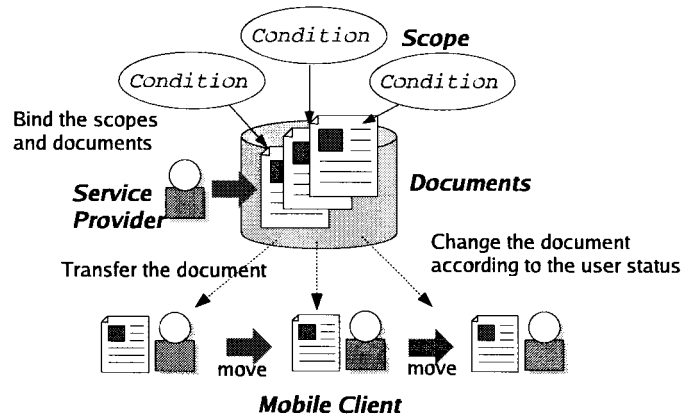 Condition
Scope
Condition
Condition
Bind the scopes
and documents
Service
Provider
Documents
Transfer the document
Change the document
according to the user status
move
move
Mobile Client